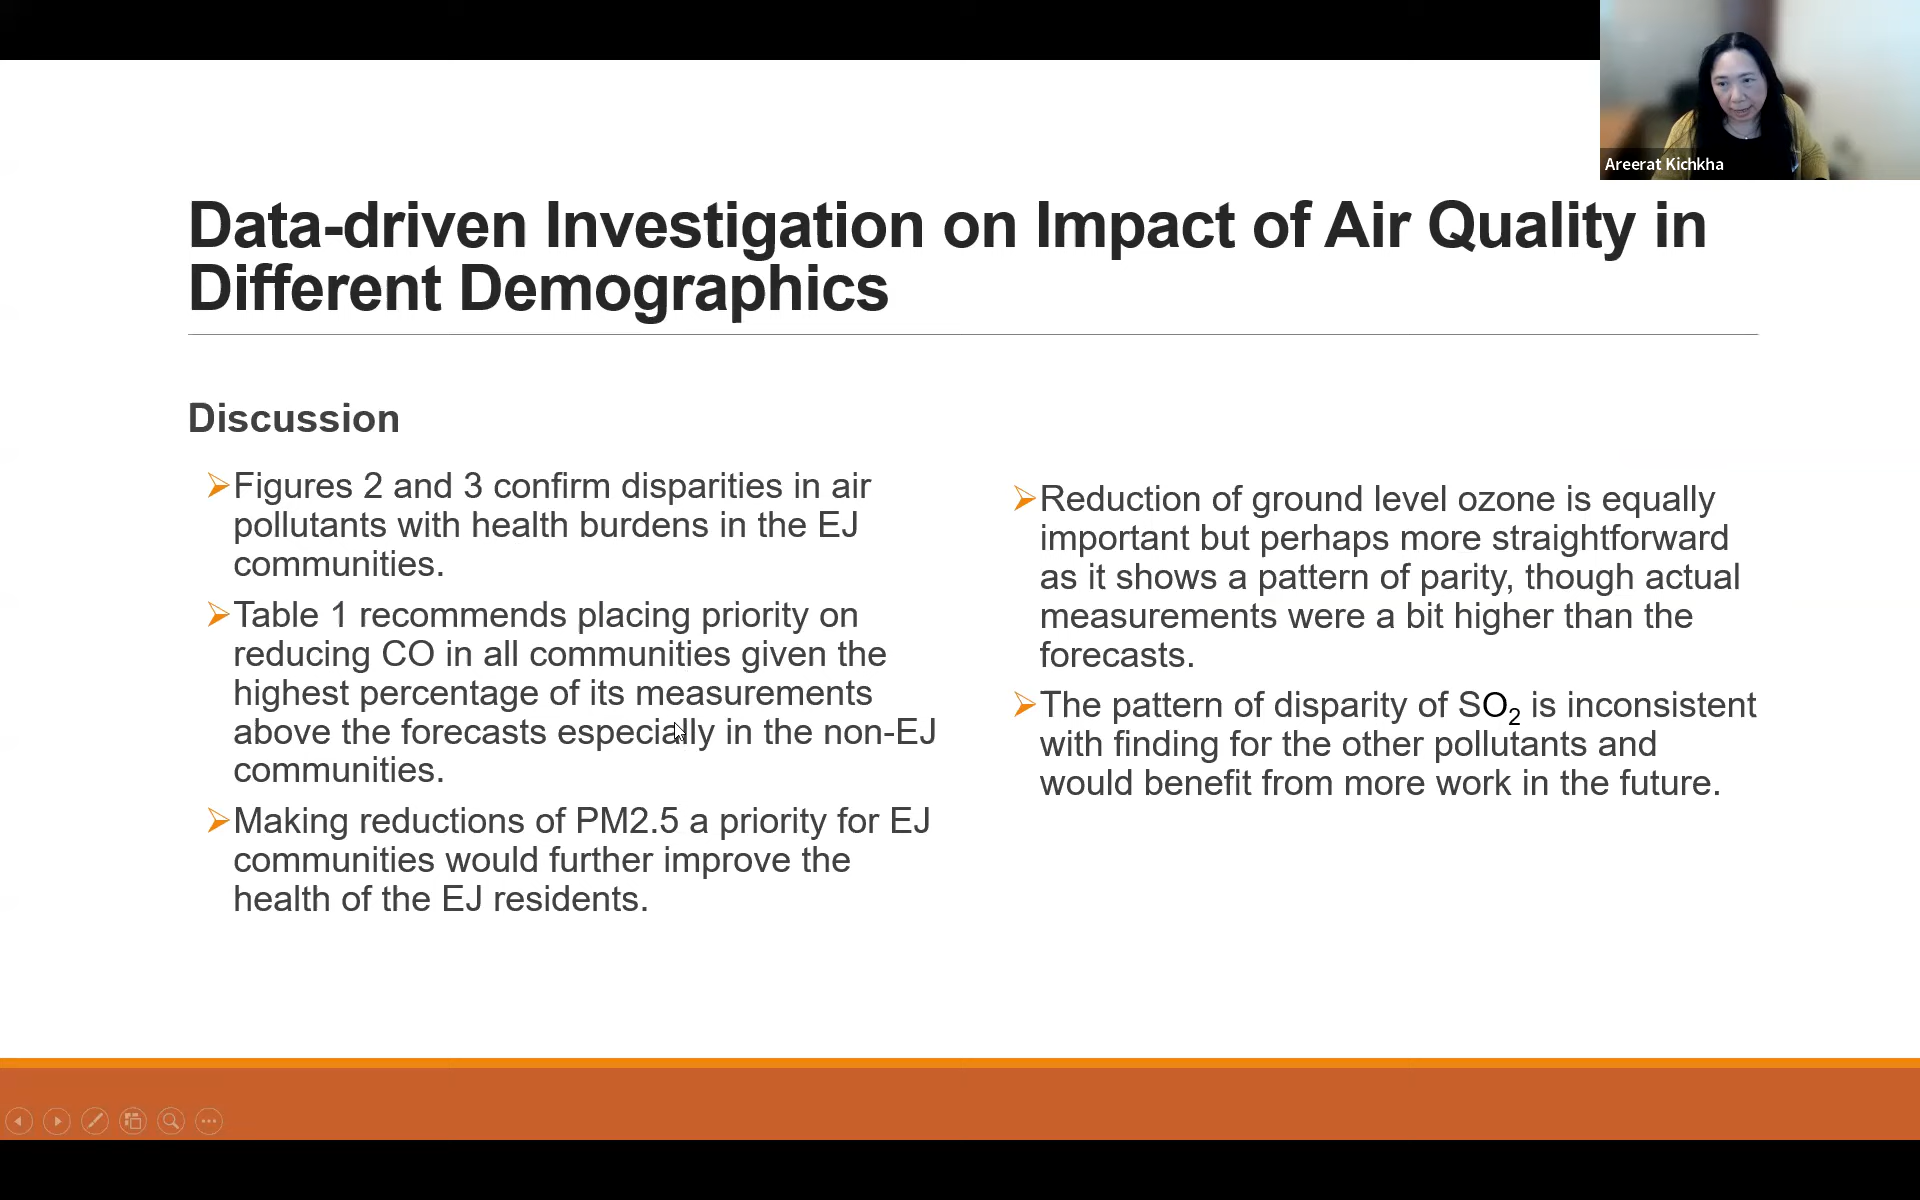 Areerat Kichkha
Data-driven Investigation on Impact of Air Quality in
Different Demographics
Discussion
Figures 2 and 3 confirm disparities in air
pollutants with health burdens in the EJ
communities.
Table 1 recommends placing priority on
reducing CO in all communities given the
highest percentage of its measurements
above the forecasts especially in the non-EJ
communities.
Making reductions of PM2.5 a priority for EJ
communities would further improve the
health of the EJ residents.
Reduction of ground level ozone is equally
important but perhaps more straightforward
as it shows a pattern of parity, though actual
measurements were a bit higher than the
forecasts.
The pattern of disparity of SO₂ is inconsistent
with finding for the other pollutants and
would benefit from more work in the future.